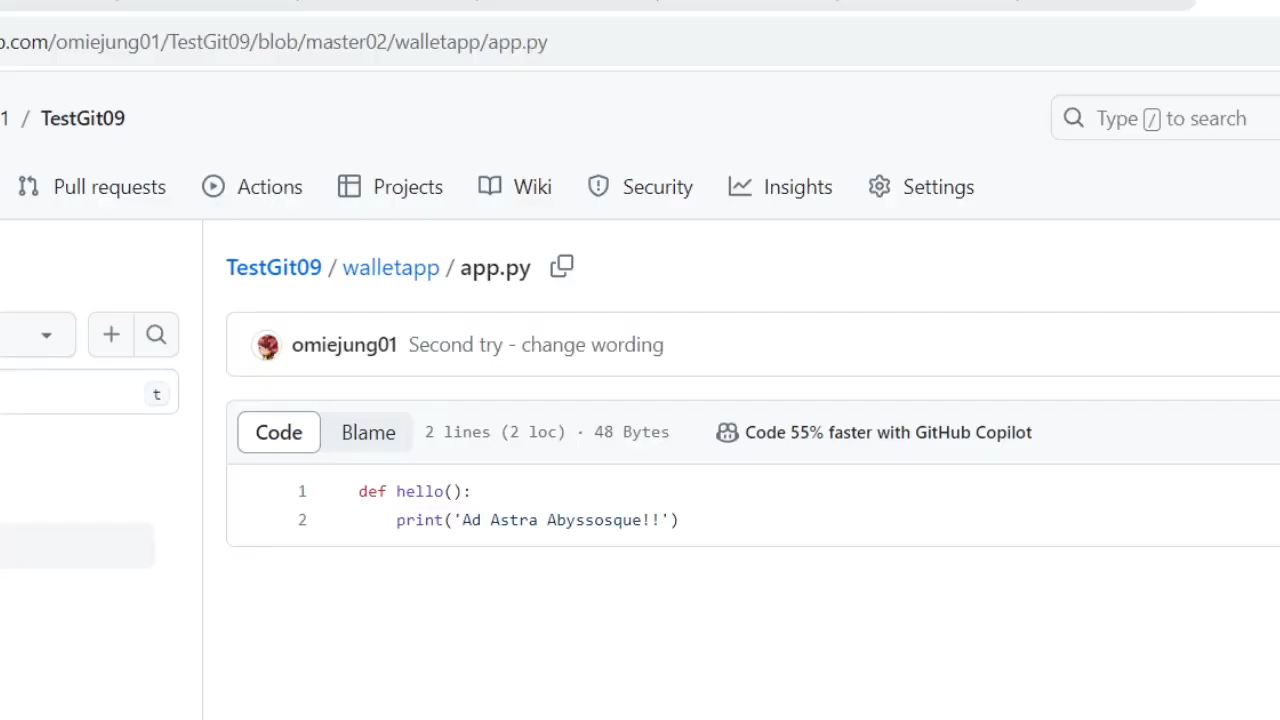 o.com/omiejung01/TestGit09/blob/master02/walletapp/app.py
1 / TestGit09
Type / to search
Pull requests Actions Projects Wiki Security Insights Settings
TestGit09 / walletapp / app.py
t
omiejung01 Second try - change wording
Code Blame 2 lines (2 loc) · 48 Bytes Code 55% faster with GitHub Copilot
1 def hello():
2 print('Ad Astra Abyssosque!!')